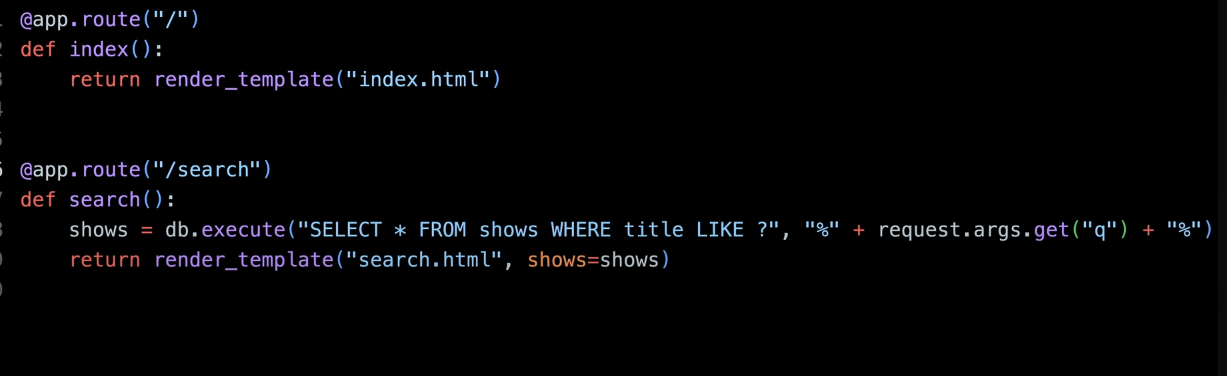 @app.route("/")
def index():
    return render_template("index.html")
@app.route("/search")
def search():
    shows = db.execute("SELECT * FROM shows WHERE title LIKE ?", "%" + request.args.get("q") + "%")
    return render_template("search.html", shows=shows)